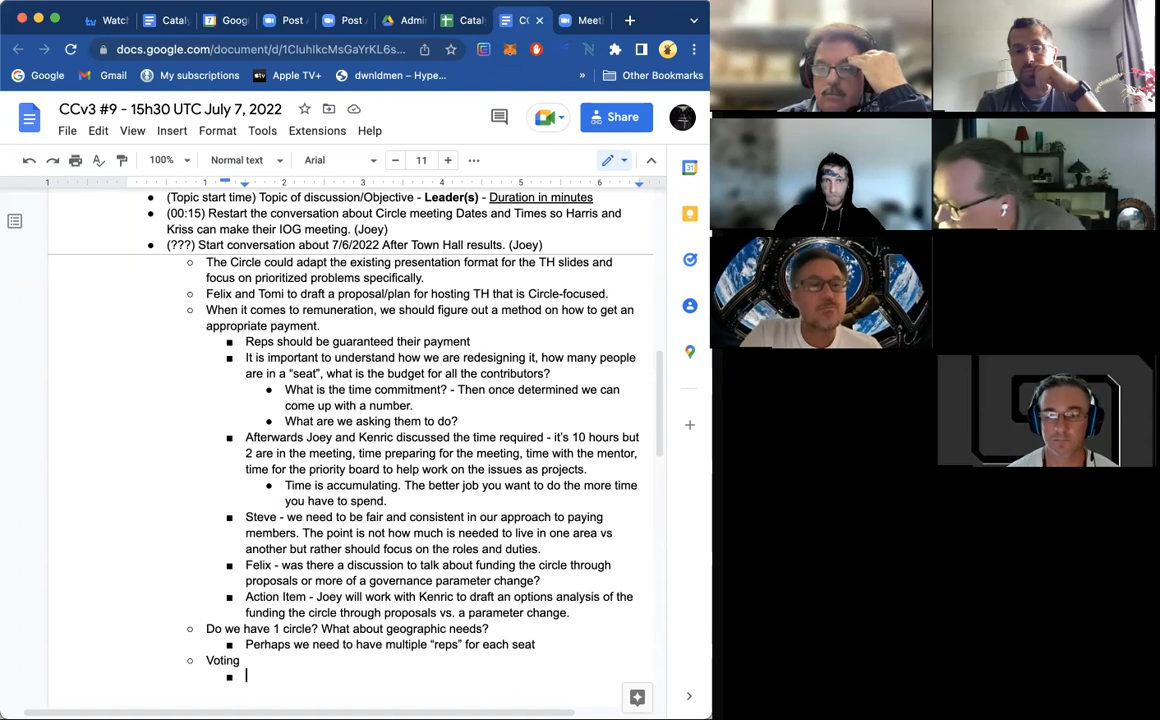 Watch
Cataly
Goog
Post
Post
Admi
Cataly
CC
Meeti
docs.google.com/document/d/1CIuhIkcMsGaYrKL6s...
Google
Gmail
My subscriptions
Apple TV+
dwnldmen – Hype...
»
Other Bookmarks
CCv3 #9 - 15h30 UTC July 7, 2022
Share
File Edit View Insert Format Tools Extensions Help
100%
Normal text
Arial
11
1 1 2 3 4 5 6
● (Topic start time) Topic of discussion/Objective - Leader(s) - Duration in minutes
● (00:15) Restart the conversation about Circle meeting Dates and Times so Harris and
Kriss can make their IOG meeting. (Joey)
● (???) Start conversation about 7/6/2022 After Town Hall results. (Joey)
○ The Circle could adapt the existing presentation format for the TH slides and
focus on prioritized problems specifically.
○ Felix and Tomi to draft a proposal/plan for hosting TH that is Circle-focused.
○ When it comes to remuneration, we should figure out a method on how to get an
appropriate payment.
■ Reps should be guaranteed their payment
■ It is important to understand how we are redesigning it, how many people
are in a “seat”, what is the budget for all the contributors?
● What is the time commitment? - Then once determined we can
come up with a number.
● What are we asking them to do?
■ Afterwards Joey and Kenric discussed the time required - it’s 10 hours but
2 are in the meeting, time preparing for the meeting, time with the mentor,
time for the priority board to help work on the issues as projects.
● Time is accumulating. The better job you want to do the more time
you have to spend.
■ Steve - we need to be fair and consistent in our approach to paying
members. The point is not how much is needed to live in one area vs
another but rather should focus on the roles and duties.
■ Felix - was there a discussion to talk about funding the circle through
proposals or more of a governance parameter change?
■ Action Item - Joey will work with Kenric to draft an options analysis of the
funding the circle through proposals vs. a parameter change.
○ Do we have 1 circle? What about geographic needs?
■ Perhaps we need to have multiple “reps” for each seat
○ Voting
■